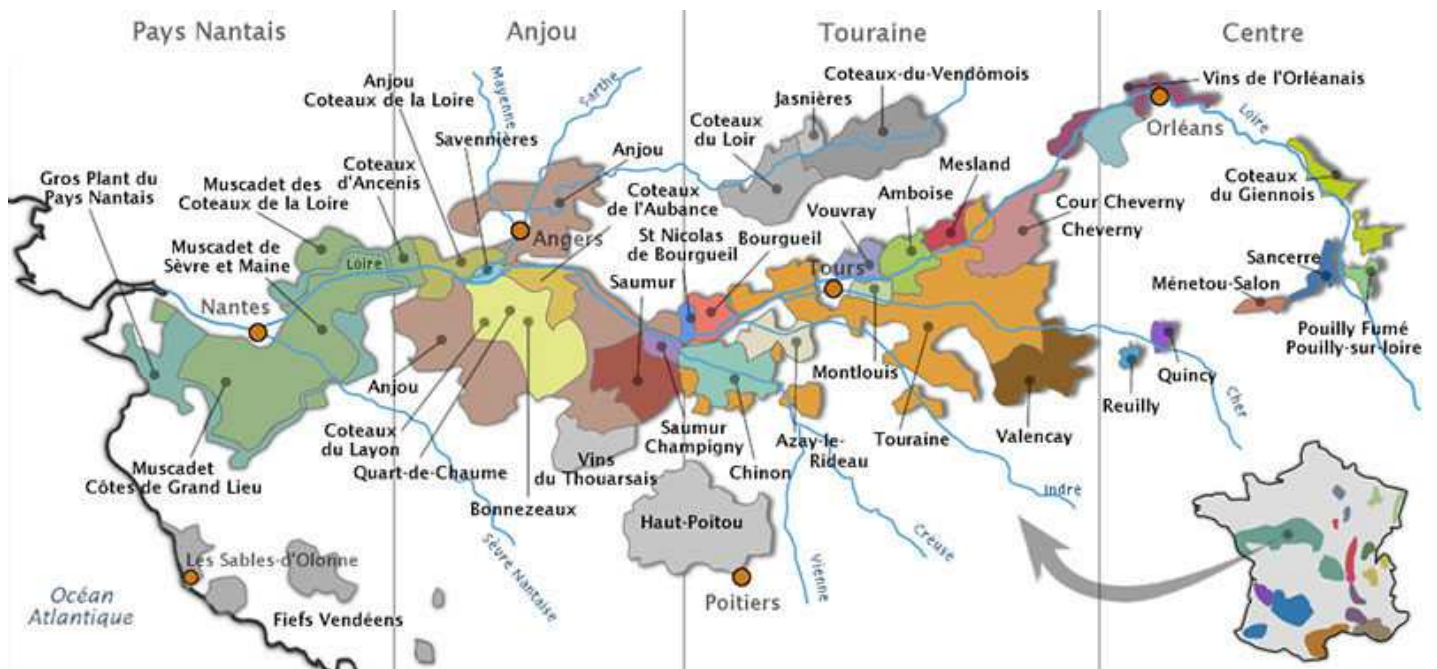 Pays Nantais
Anjou
Touraine
Centre
Mayenne
Sarthe
Anjou
Coteaux de la Loire
Savennières
Coteaux
d'Ancenis
Muscadet des
Coteaux de la Loire
Gros Plant du
Pays Nantais
Muscadet de
Sèvre et Maine
Loire
Nantes
Muscadet
Côtes de Grand Lieu
Les Sables-d'Olonne
Océan
Atlantique
Fiefs Vendéens
Anjou
Angers
Coteaux
de l'Aubance
Anjou
Coteaux
du Layon
Quart-de-Chaume
Bonnezeaux
Sèvre Nantaise
Saumur
Vins
du Thouarsais
Saumur
Champigny
St Nicolas
de Bourgueil
Bourgueil
Coteaux
du Loir
Jasnières
Coteaux-du-Vendômois
Vouvray
Amboise
Mesland
Cour Cheverny
Cheverny
Tours
Montlouis
Chinon
Azay-le-
Rideau
Touraine
Valencay
Haut-Poitou
Poitiers
Vienne
Creuse
Indre
Vins de l'Orléanais
Orléans
Loire
Coteaux
du Giennois
Sancerre
Ménetou-Salon
Pouilly Fumé
Pouilly-sur-loire
Quincy
Reuilly
Cher